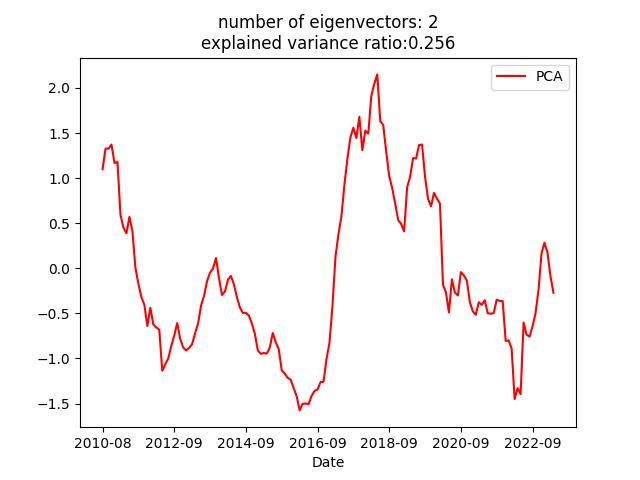 number of eigenvectors: 2
explained variance ratio:0.256
PCA
2.0
1.5
1.0
0.5
0.0
−0.5
−1.0
−1.5
2010-08 2012-09 2014-09 2016-09 2018-09 2020-09 2022-09
Date